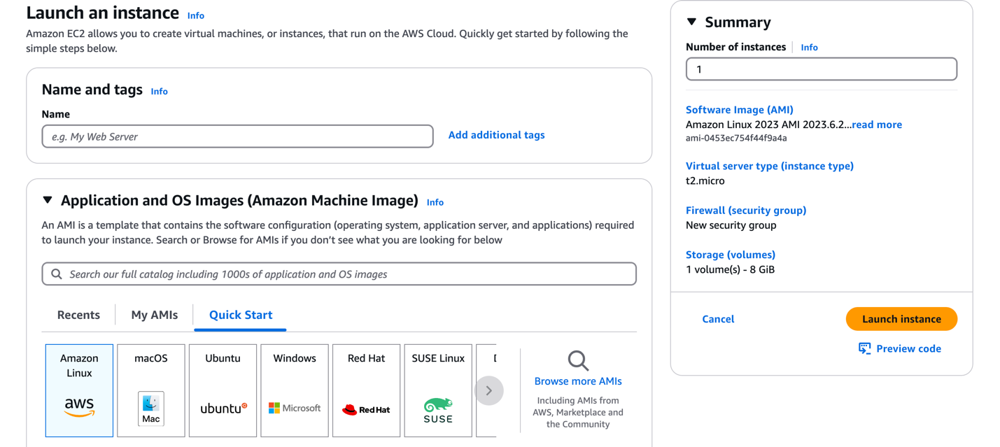 Launch an instance Info
Amazon EC2 allows you to create virtual machines, or instances, that run on the AWS Cloud. Quickly get started by following the
simple steps below.
Name and tags Info
Name
e.g. My Web Server
Add additional tags
Application and OS Images (Amazon Machine Image) Info
An AMI is a template that contains the software configuration (operating system, application server, and applications) required
to launch your instance. Search or Browse for AMIs if you don’t see what you are looking for below
Search our full catalog including 1000s of application and OS images
Recents
My AMIs
Quick Start
Amazon
Linux
aws
macOS
Mac
Ubuntu
ubuntu
Windows
Microsoft
Red Hat
Red Hat
SUSE Linux
SUSE
Browse more AMIs
Including AMIs from
AWS, Marketplace and
the Community
Summary
Number of instances Info
1
Software Image (AMI)
Amazon Linux 2023 AMI 2023.6.2...read more
ami-0453ec754f44f9a4a
Virtual server type (instance type)
t2.micro
Firewall (security group)
New security group
Storage (volumes)
1 volume(s) - 8 GiB
Cancel
Launch instance
Preview code